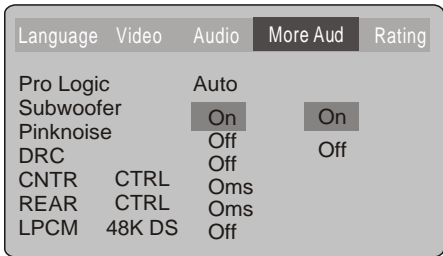 Language Video Audio More Aud Rating
Pro Logic Auto
Subwoofer On On
Pinknoise Off Off
DRC Off
CNTR CTRL Oms
REAR CTRL Oms
LPCM 48K DS Off